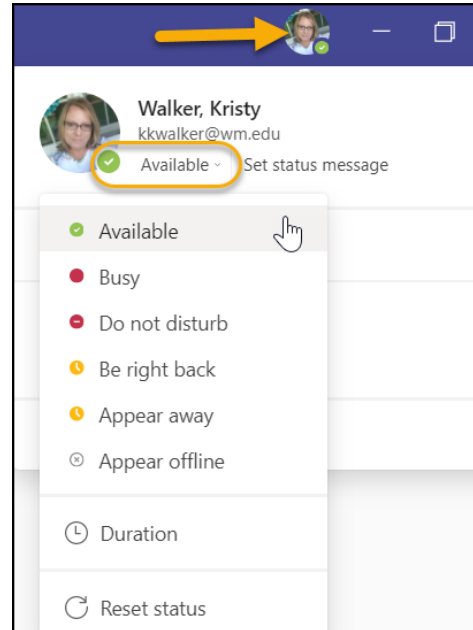 Walker, Kristy
kkwalker@wm.edu
Available Set status message
Available
Busy
Do not disturb
Be right back
Appear away
Appear offline
Duration
Reset status